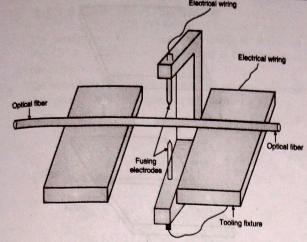 Electrical wiring
Electrical wiring
Optical fiber
Fusing
electrodes
Optical fiber
Tooling fixture